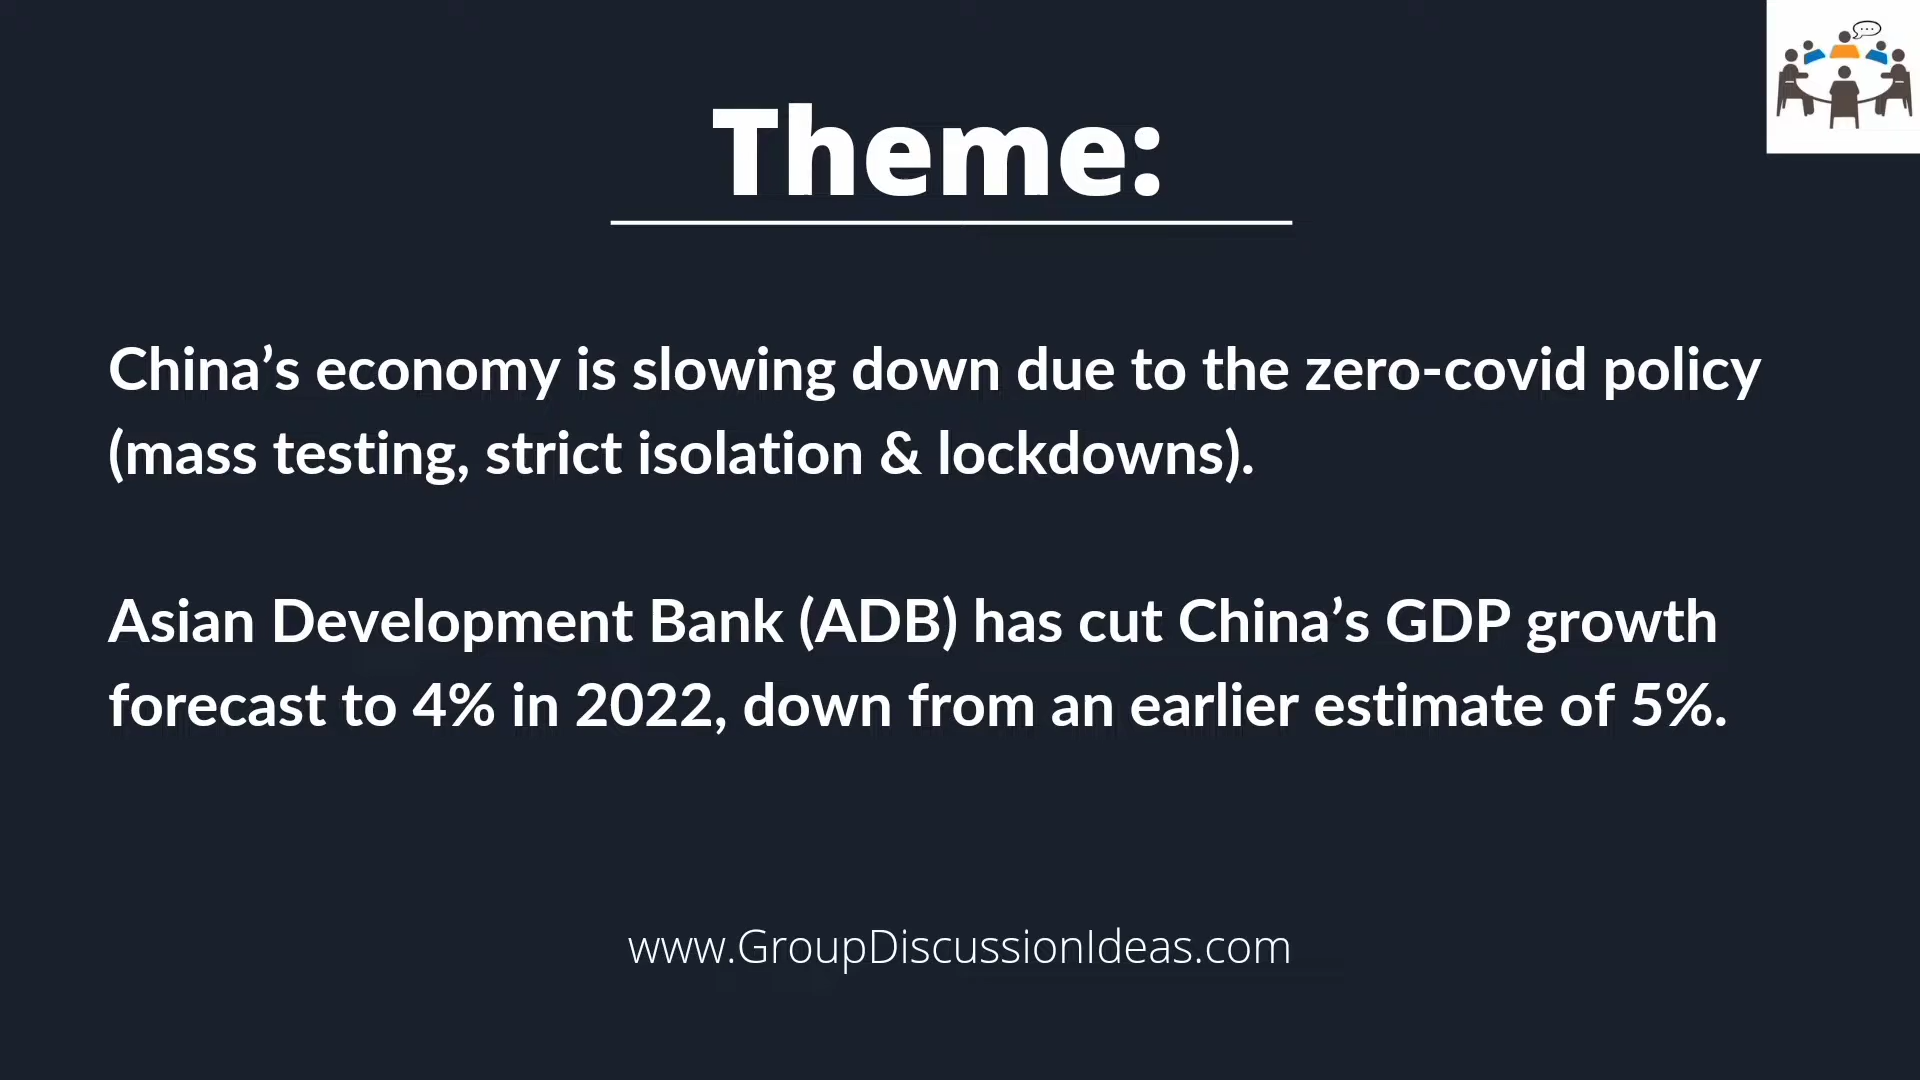 Theme:
China’s economy is slowing down due to the zero-covid policy
(mass testing, strict isolation & lockdowns).
Asian Development Bank (ADB) has cut China’s GDP growth
forecast to 4% in 2022, down from an earlier estimate of 5%.
www.GroupDiscussionIdeas.com